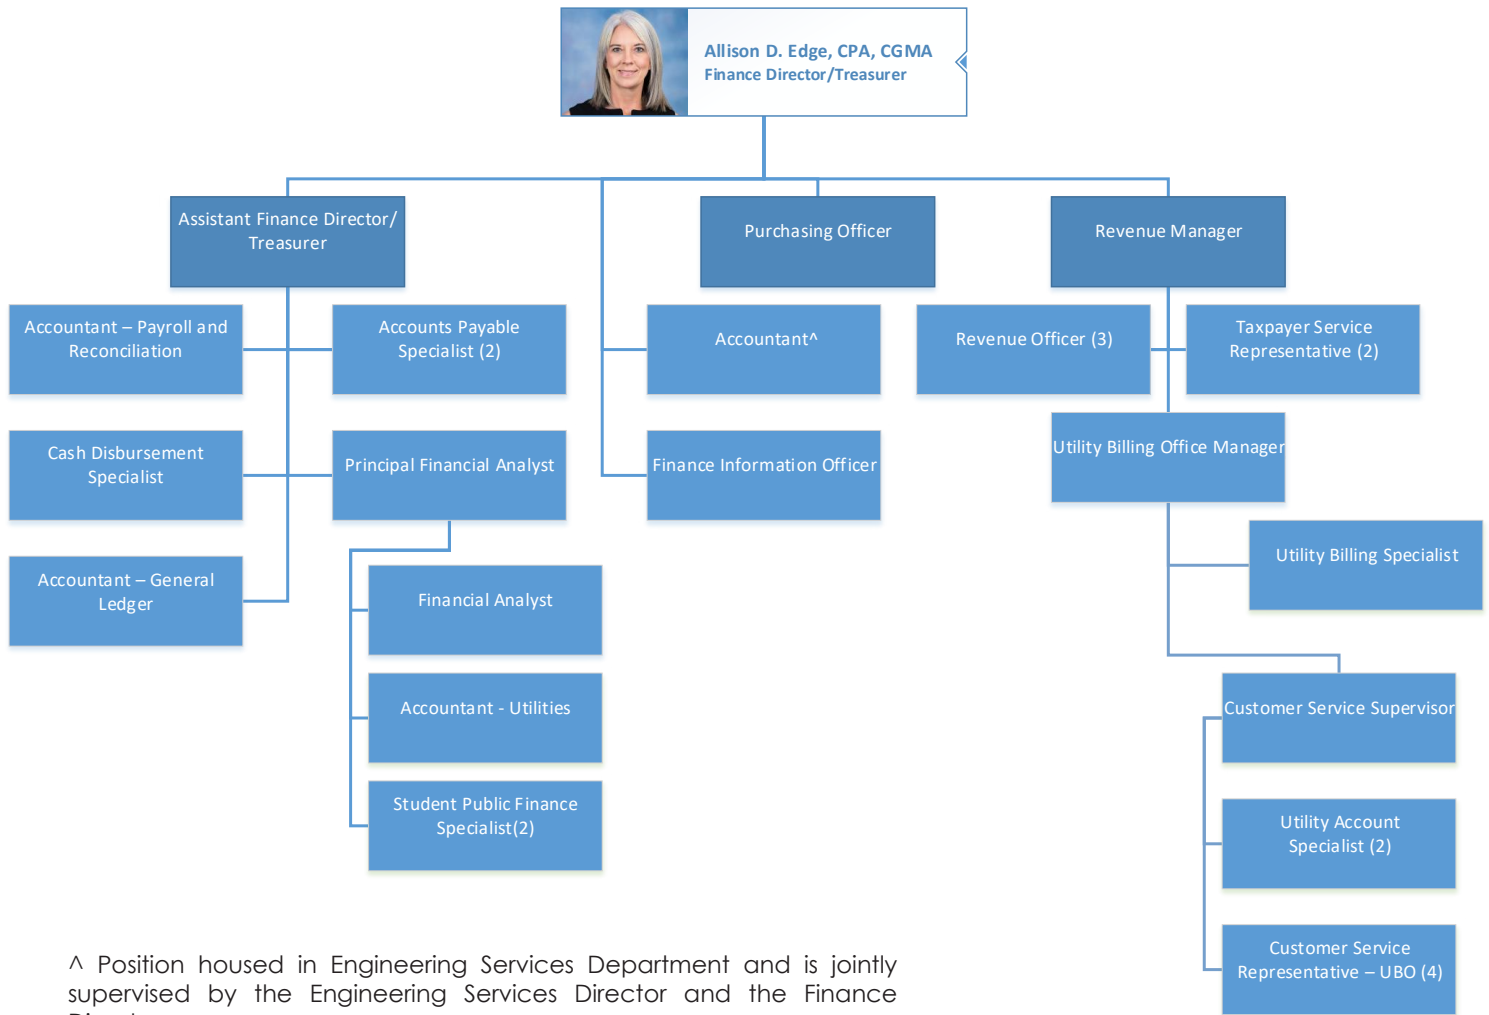 Allison D. Edge, CPA, CGMA
Finance Director/Treasurer
Assistant Finance Director/
Treasurer
Purchasing Officer
Revenue Manager
Accountant – Payroll and
Reconciliation
Accounts Payable
Specialist (2)
Accountant^
Revenue Officer (3)
Taxpayer Service
Representative (2)
Cash Disbursement
Specialist
Principal Financial Analyst
Finance Information Officer
Utility Billing Office Manager
Accountant – General
Ledger
Utility Billing Specialist
Financial Analyst
Accountant - Utilities
Customer Service Supervisor
Student Public Finance
Specialist(2)
Utility Account
Specialist (2)
Customer Service
Representative – UBO (4)
^ Position housed in Engineering Services Department and is jointly
supervised by the Engineering Services Director and the Finance